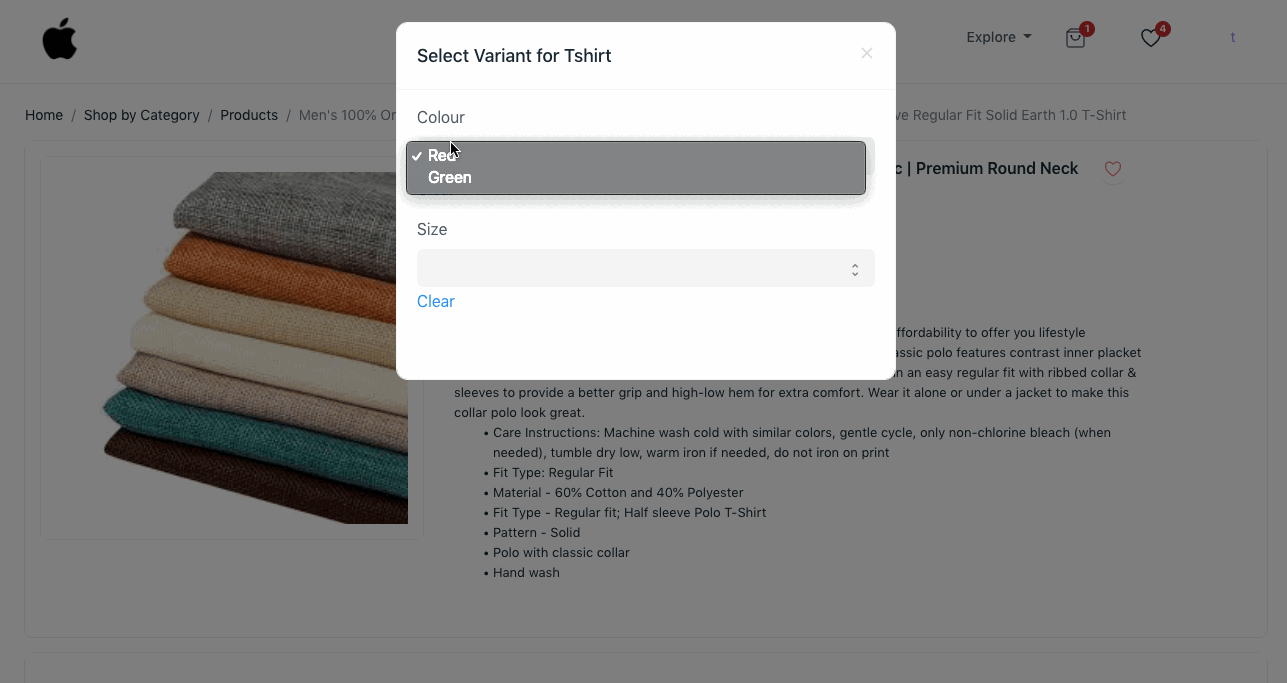 Explore
1
4
t
Select Variant for Tshirt
×
Home / Shop by Category / Products / Men's 100% Or
ve Regular Fit Solid Earth 1.0 T-Shirt
Colour
Red
Green
Size
Clear
c | Premium Round Neck
ffordability to offer you lifestyle
assic polo features contrast inner placket
n an easy regular fit with ribbed collar &
sleeves to provide a better grip and high-low hem for extra comfort. Wear it alone or under a jacket to make this
collar polo look great.
• Care Instructions: Machine wash cold with similar colors, gentle cycle, only non-chlorine bleach (when
needed), tumble dry low, warm iron if needed, do not iron on print
• Fit Type: Regular Fit
• Material - 60% Cotton and 40% Polyester
• Fit Type - Regular fit; Half sleeve Polo T-Shirt
• Pattern - Solid
• Polo with classic collar
• Hand wash